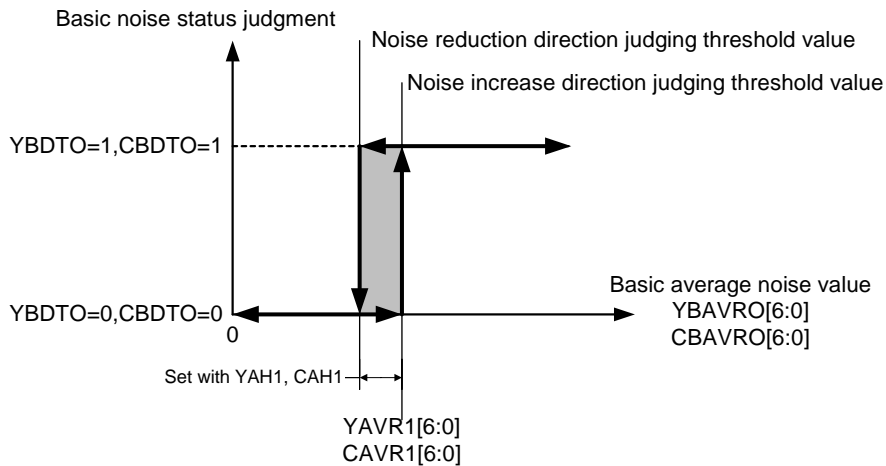 Basic noise status judgment
Noise reduction direction judging threshold value
Noise increase direction judging threshold value
YBDTO=1,CBDTO=1
YBDTO=0,CBDTO=0
0
Basic average noise value
YBAVRO[6:0]
CBAVRO[6:0]
Set with YAH1, CAH1
YAVR1[6:0]
CAVR1[6:0]